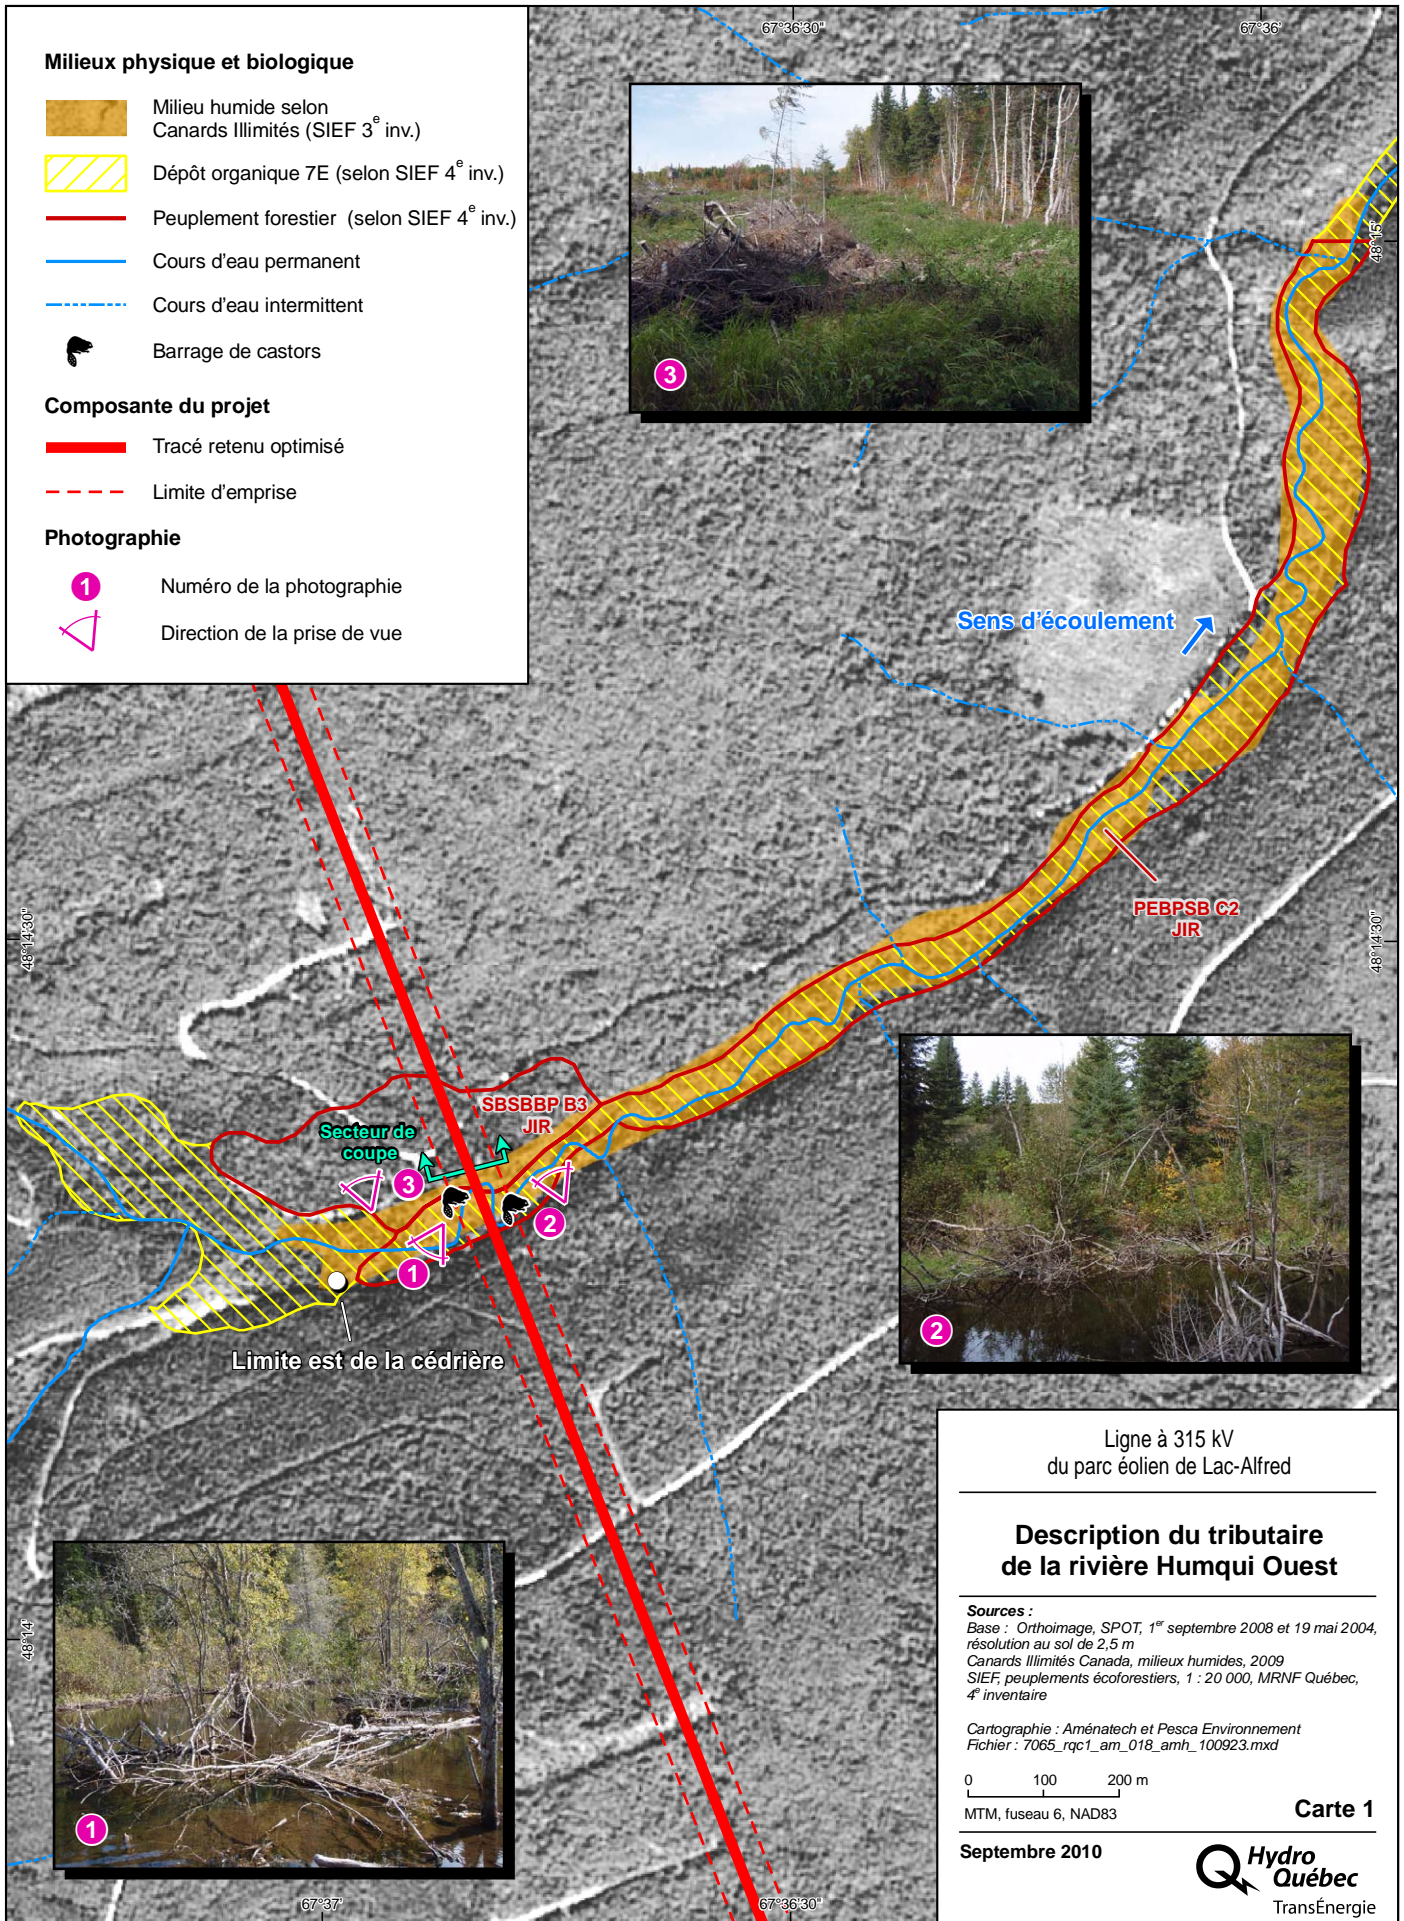 Milieux physique et biologique
Milieu humide selon
Canards Illimités (SIEF 3e inv.)
Dépôt organique 7E (selon SIEF 4e inv.)
Peuplement forestier (selon SIEF 4e inv.)
Cours d'eau permanent
Cours d'eau intermittent
Barrage de castors
Composante du projet
Tracé retenu optimisé
Limite d'emprise
Photographie
1 Numéro de la photographie
Direction de la prise de vue
67°36'30"
67°36'
48°15'
3
Sens d'écoulement
PEBPSB C2
JIR
48°14'30"
48°14'30"
SBSBBP B3
JIR
Secteur de
coupe
3
2
1
Limite est de la cédrière
2
48°14'
1
67°37'
67°36'30"
Ligne à 315 kV
du parc éolien de Lac-Alfred
Description du tributaire
de la rivière Humqui Ouest
Sources :
Base : Orthoimage, SPOT, 1er septembre 2008 et 19 mai 2004,
résolution au sol de 2,5 m
Canards Illimités Canada, milieux humides, 2009
SIEF, peuplements écoforestiers, 1 : 20 000, MRNF Québec,
4e inventaire
Cartographie : Aménatech et Pesca Environnement
Fichier : 7065_rqc1_am_018_amh_100923.mxd
0 100 200 m
MTM, fuseau 6, NAD83
Carte 1
Septembre 2010
Hydro
Québec
TransÉnergie